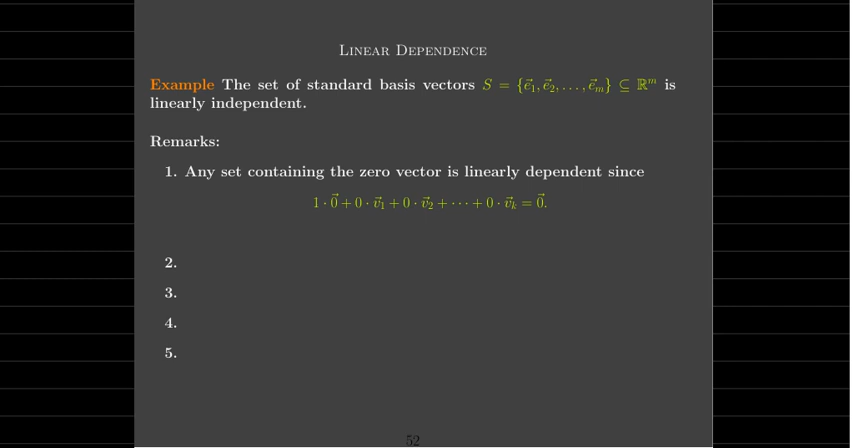 Linear Dependence
Example The set of standard basis vectors S = {e⃗₁, e⃗₂, . . . , e⃗ₘ} ⊆ ℝᵐ is
linearly independent.
Remarks:
1. Any set containing the zero vector is linearly dependent since
1 · 0⃗ + 0 · v⃗₁ + 0 · v⃗₂ + · · · + 0 · v⃗ₖ = 0⃗.
2.
3.
4.
5.
52